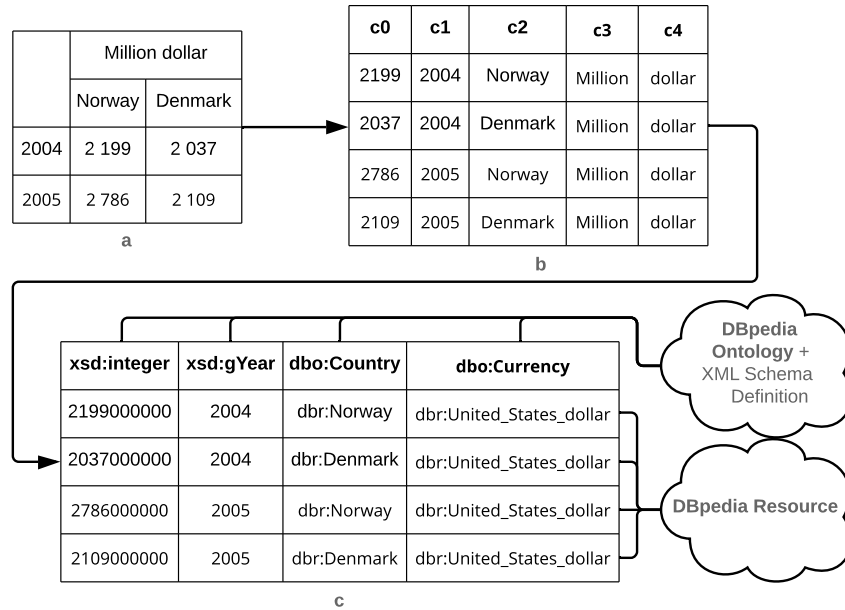 Million dollar
Norway Denmark
2004 2 199 2 037
2005 2 786 2 109
a
c0 c1 c2 c3 c4
2199 2004 Norway Million dollar
2037 2004 Denmark Million dollar
2786 2005 Norway Million dollar
2109 2005 Denmark Million dollar
b
xsd:integer xsd:gYear dbo:Country dbo:Currency
2199000000 2004 dbr:Norway dbr:United_States_dollar
2037000000 2004 dbr:Denmark dbr:United_States_dollar
2786000000 2005 dbr:Norway dbr:United_States_dollar
2109000000 2005 dbr:Denmark dbr:United_States_dollar
c
DBpedia
Ontology +
XML Schema
Definition
DBpedia Resource